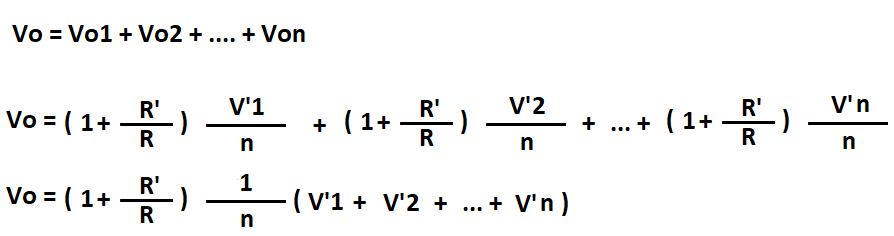 Vo = Vo1 + Vo2 + .... + Von
Vo = ( 1+ R'/R ) V'1/n + ( 1+ R'/R ) V'2/n + ... + ( 1+ R'/R ) V'n/n
Vo = ( 1+ R'/R ) 1/n ( V'1 + V'2 + ... + V'n )